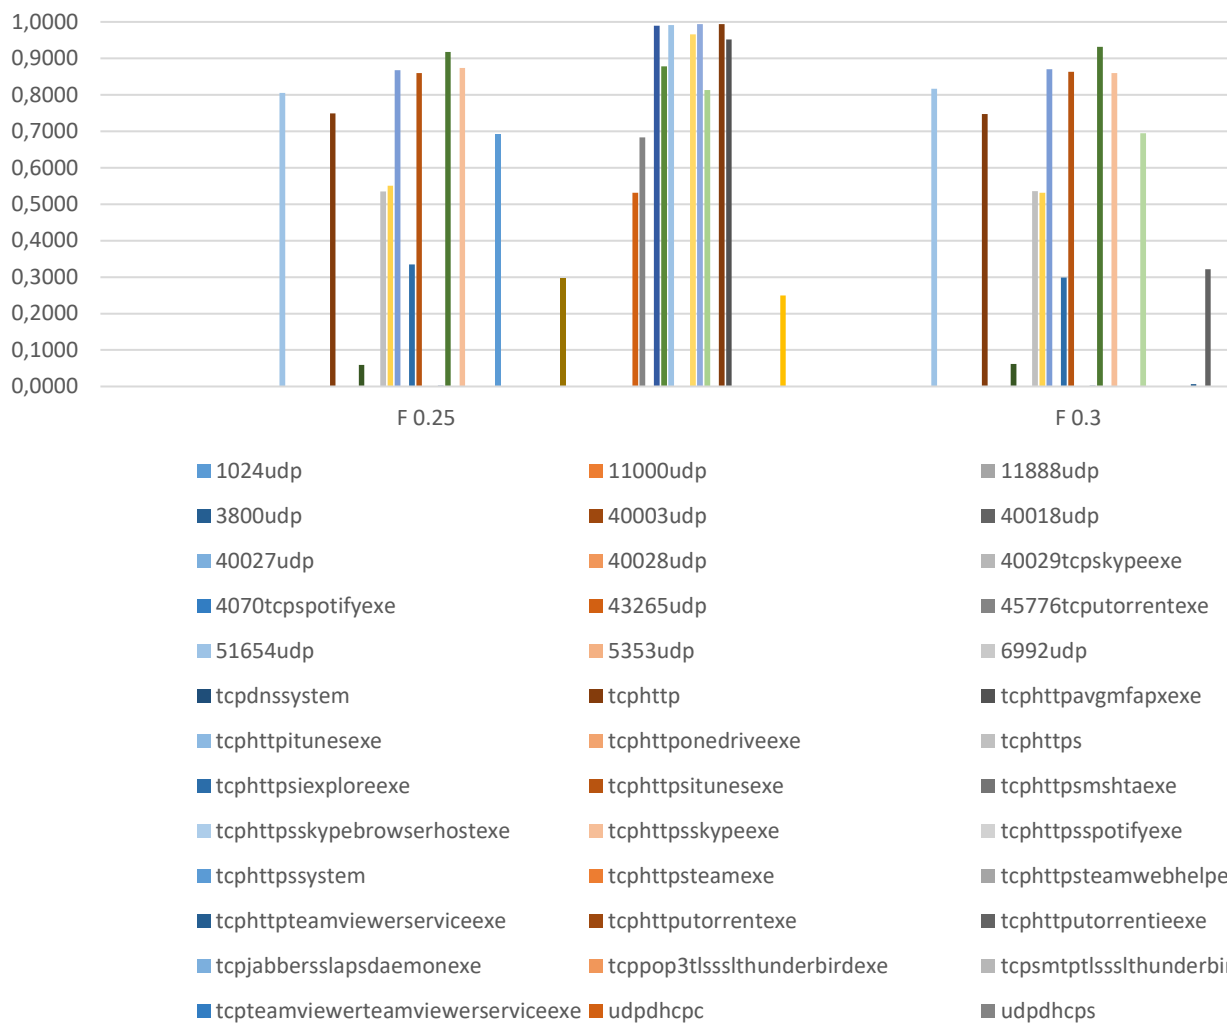 1,0000
0,9000
0,8000
0,7000
0,6000
0,5000
0,4000
0,3000
0,2000
0,1000
0,0000
F 0.25 F 0.3
1024udp 11000udp 11888udp
3800udp 40003udp 40018udp
40027udp 40028udp 40029tcpskypeexe
4070tcpspotifyexe 43265udp 45776tcputorrentexe
51654udp 5353udp 6992udp
tcpdnssystem tcphttp tcphttpavgmfapxexe
tcphttpitunesexe tcphttponedriveexe tcphttps
tcphttpsiexploreexe tcphttpsitunesexe tcphttpsmshtaexe
tcphttpsskypebrowserhostexe tcphttpsskypeexe tcphttpsspotifyexe
tcphttpssystem tcphttpsteamexe tcphttpsteamwebhelpe
tcphttpteamviewerserviceexe tcphttputorrentexe tcphttputorrentieexe
tcpjabbersslapsdaemonexe tcppop3tlssslthunderbirdexe tcpsmtptlssslthunderbi
tcpteamviewerteamviewerserviceexe udpdhcpc udpdhcps